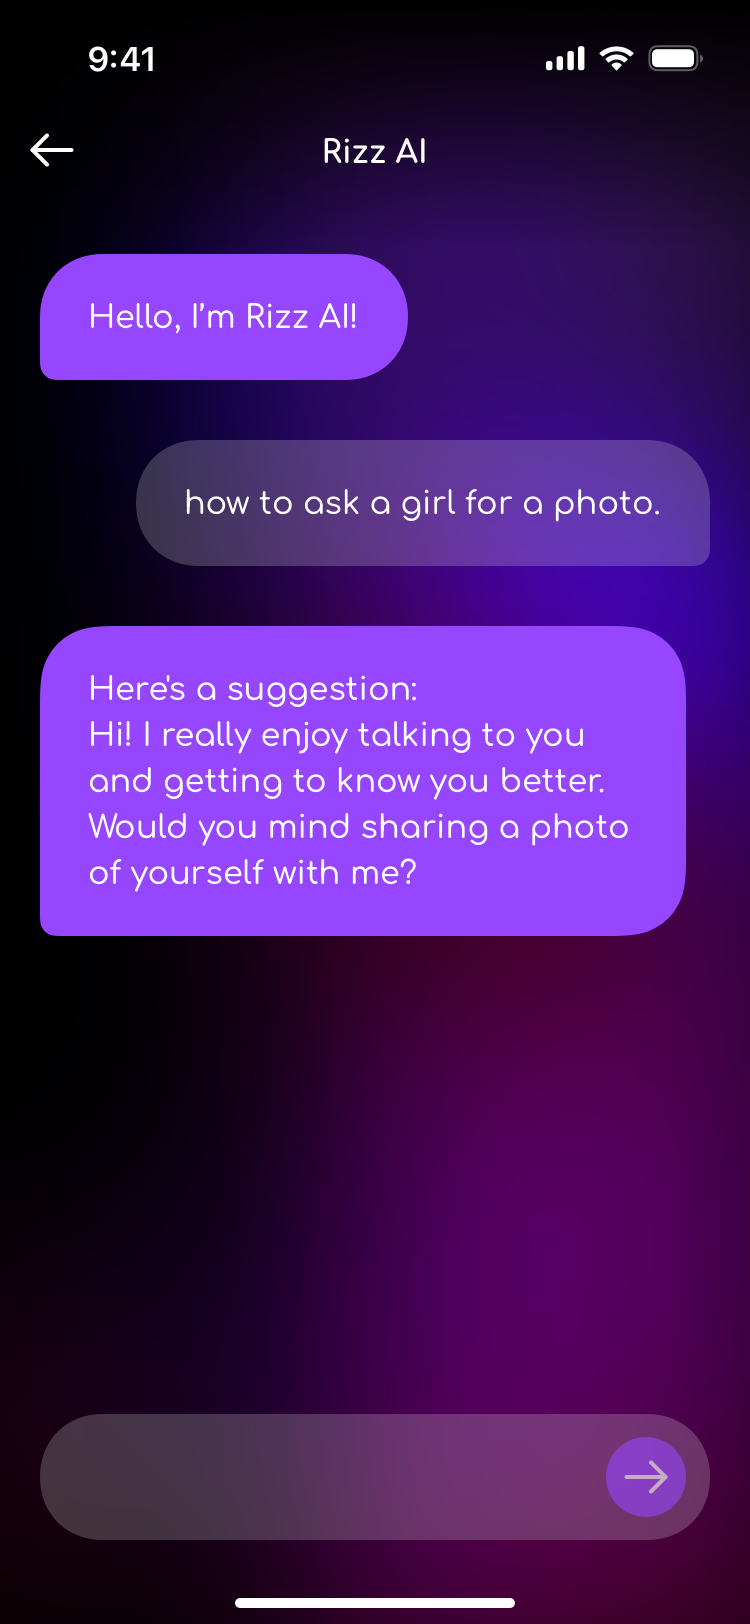 9:41
Rizz AI
Hello, I’m Rizz AI!
how to ask a girl for a photo.
Here's a suggestion:
Hi! I really enjoy talking to you
and getting to know you better.
Would you mind sharing a photo
of yourself with me?